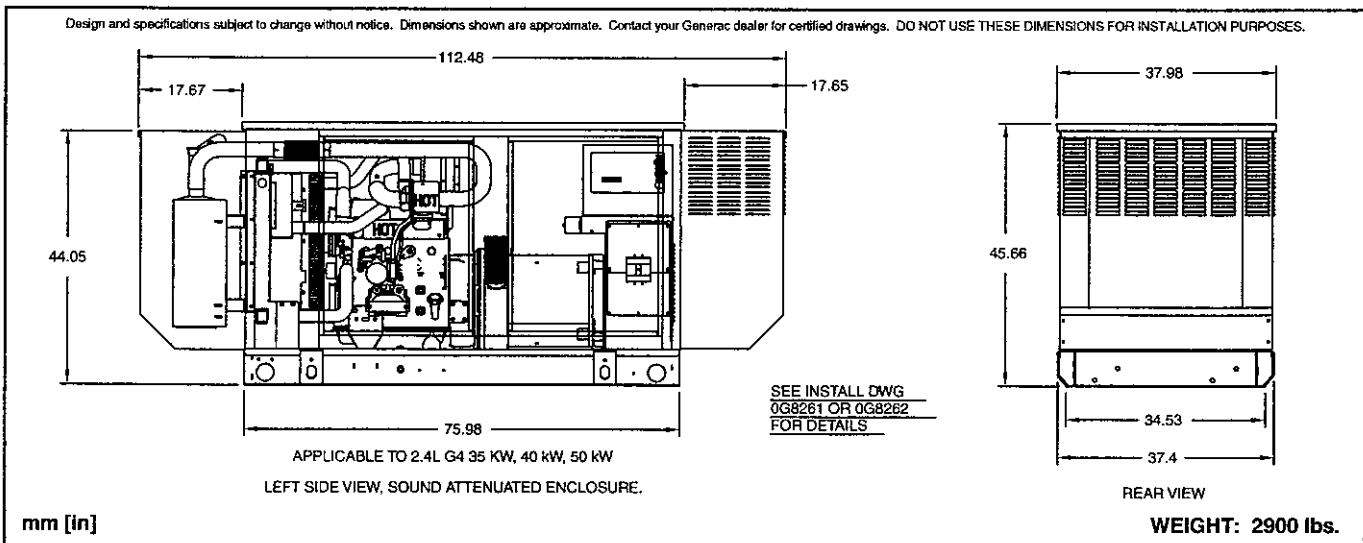 Design and specifications subject to change without notice. Dimensions shown are approximate. Contact your Generac dealer for certified drawings. DO NOT USE THESE DIMENSIONS FOR INSTALLATION PURPOSES.
112.48
17.67
17.65
37.98
HOT
HOT
44.05
45.66
SEE INSTALL DWG
0G8261 OR 0G8262
FOR DETAILS
75.98
34.53
37.4
APPLICABLE TO 2.4L G4 35 KW, 40 kW, 50 kW
LEFT SIDE VIEW, SOUND ATTENUATED ENCLOSURE.
REAR VIEW
mm [in]
WEIGHT: 2900 lbs.